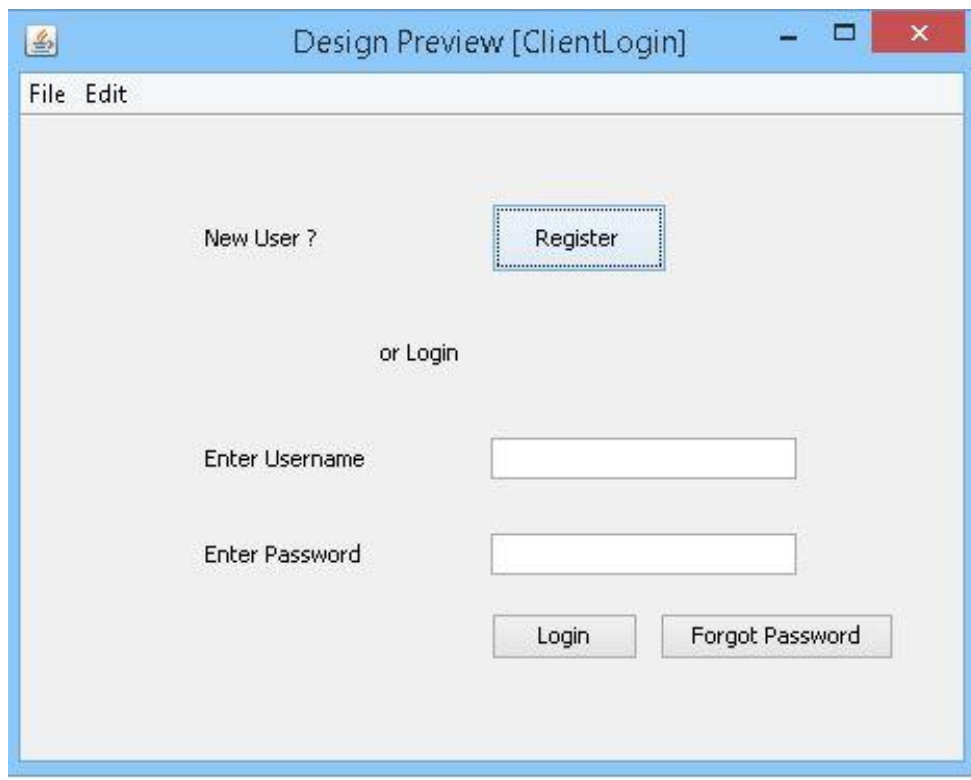 Design Preview [ClientLogin]
File Edit
New User ? Register
or Login
Enter Username
Enter Password
Login Forgot Password